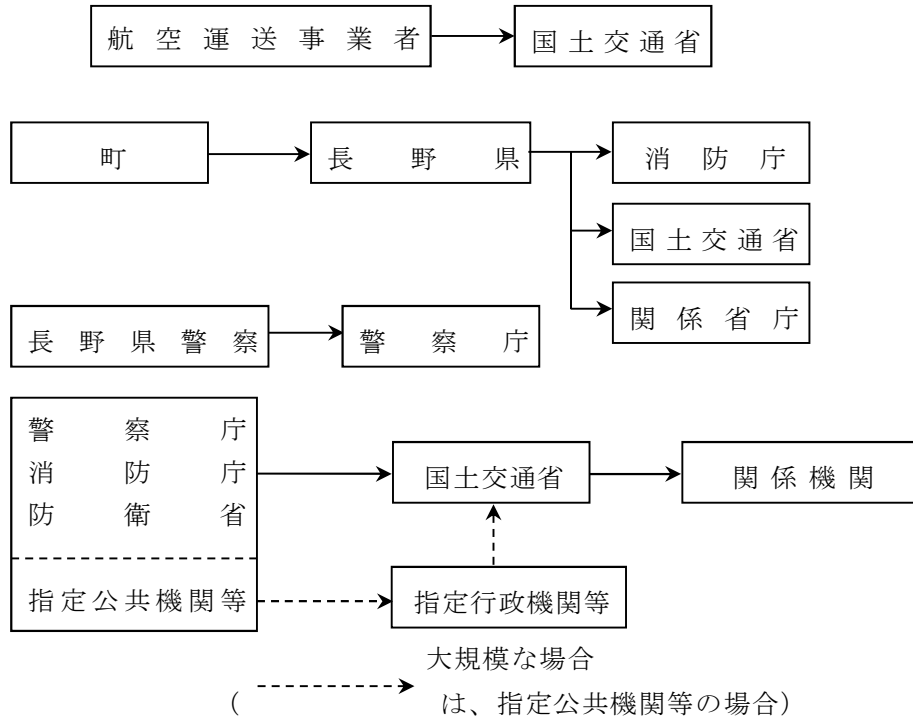 航空運送事業者
国土交通省
町
長野県
消防庁
国土交通省
関係省庁
長野県警察
警察庁
警察庁
消防庁
防衛省
国土交通省
関係機関
指定公共機関等
指定行政機関等
大規模な場合
( は、指定公共機関等の場合)